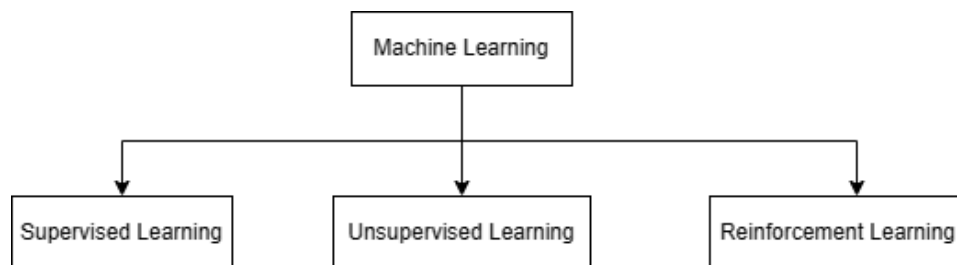 Machine Learning
Supervised Learning
Unsupervised Learning
Reinforcement Learning